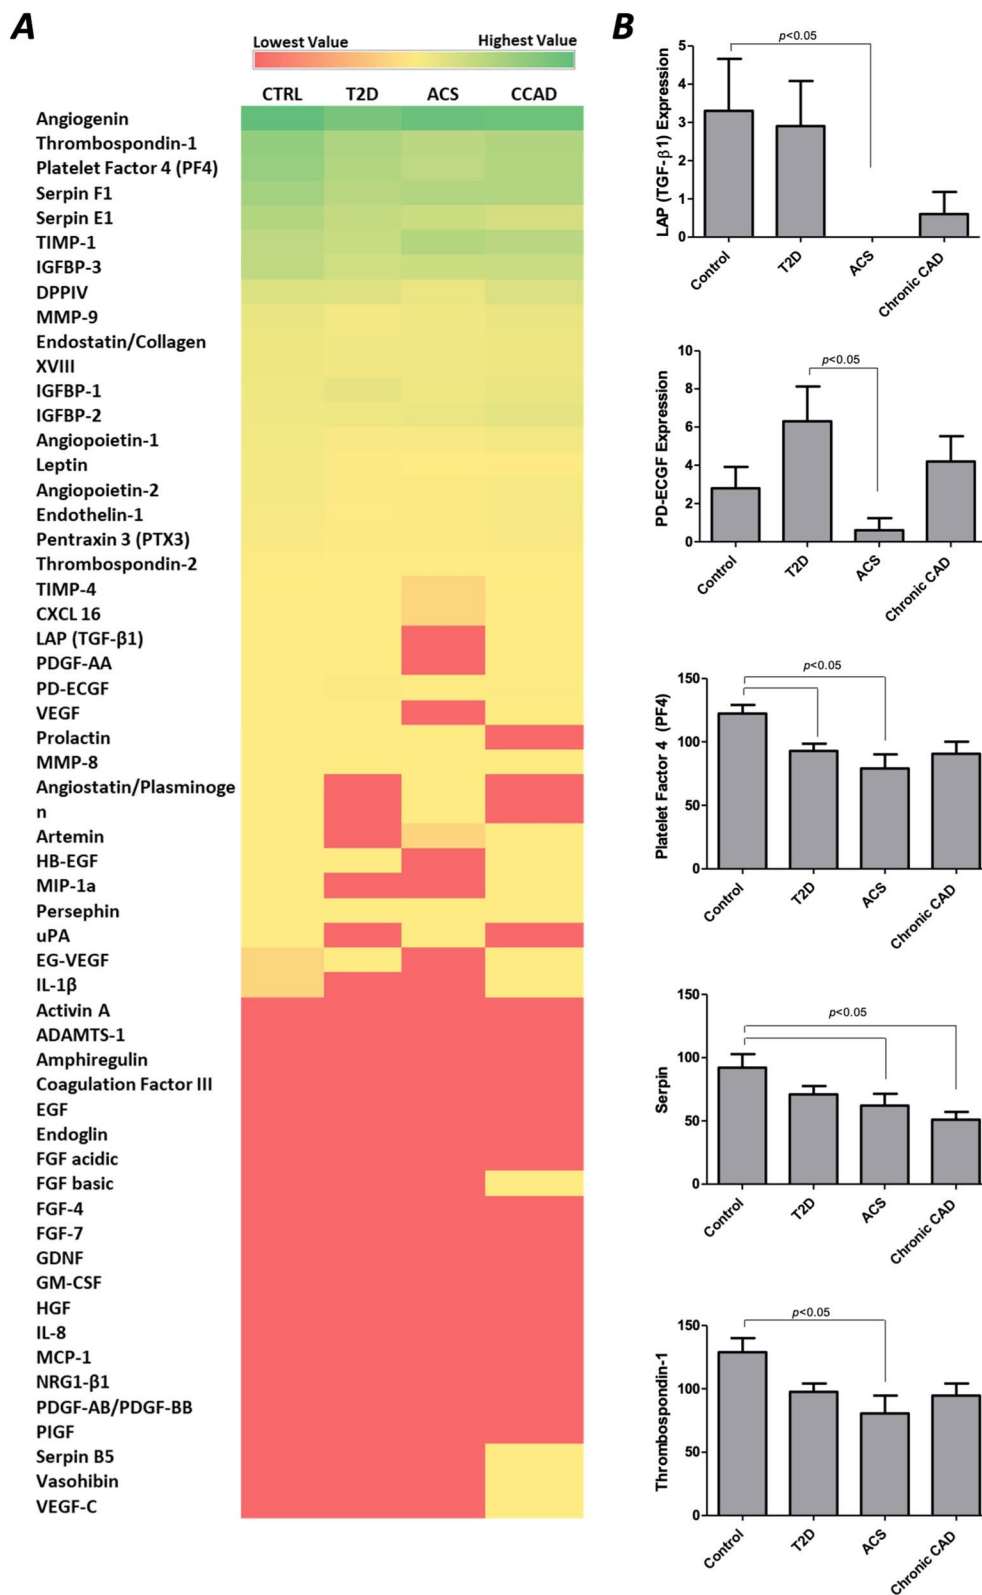 A
Lowest Value Highest Value
CTRL T2D ACS CCAD
Angiogenin
Thrombospondin-1
Platelet Factor 4 (PF4)
Serpin F1
Serpin E1
TIMP-1
IGFBP-3
DPPIV
MMP-9
Endostatin/Collagen
XVIII
IGFBP-1
IGFBP-2
Angiopoietin-1
Leptin
Angiopoietin-2
Endothelin-1
Pentraxin 3 (PTX3)
Thrombospondin-2
TIMP-4
CXCL 16
LAP (TGF-β1)
PDGF-AA
PD-ECGF
VEGF
Prolactin
MMP-8
Angiostatin/Plasminoge
n
Artemin
HB-EGF
MIP-1a
Persephin
uPA
EG-VEGF
IL-1β
Activin A
ADAMTS-1
Amphiregulin
Coagulation Factor III
EGF
Endoglin
FGF acidic
FGF basic
FGF-4
FGF-7
GDNF
GM-CSF
HGF
IL-8
MCP-1
NRG1-β1
PDGF-AB/PDGF-BB
PIGF
Serpin B5
Vasohibin
VEGF-C
B
LAP (TGF-β1) Expression
5
4
3
2
1
0
p<0.05
Control T2D ACS Chronic CAD
PD-ECGF Expression
10
8
6
4
2
0
p<0.05
Control T2D ACS Chronic CAD
Platelet Factor 4 (PF4)
150
100
50
0
p<0.05
Control T2D ACS Chronic CAD
Serpin
150
100
50
0
p<0.05
Control T2D ACS Chronic CAD
Thrombospondin-1
150
100
50
0
p<0.05
Control T2D ACS Chronic CAD